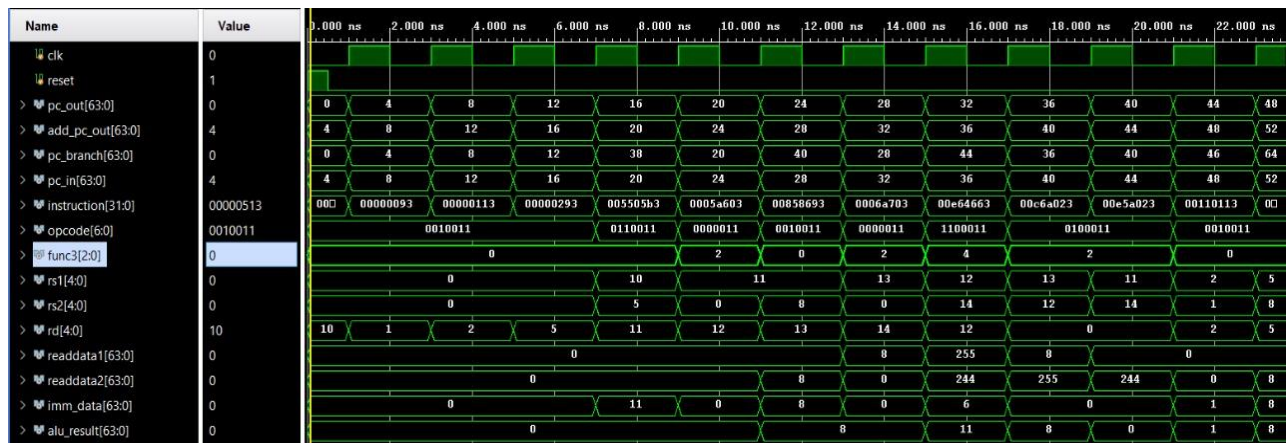 Name Value 0.000 ns 2.000 ns 4.000 ns 6.000 ns 8.000 ns 10.000 ns 12.000 ns 14.000 ns 16.000 ns 18.000 ns 20.000 ns 22.000 ns
clk 0
reset 1
pc_out[63:0] 0 0 4 8 12 16 20 24 28 32 36 40 44 48
add_pc_out[63:0] 4 4 8 12 16 20 24 28 32 36 40 44 48 52
pc_branch[63:0] 0 0 4 8 12 38 20 40 28 44 36 40 46 64
pc_in[63:0] 4 4 8 12 16 20 24 28 32 36 40 44 48 52
instruction[31:0] 00000513 00 00000093 00000113 00000293 005505b3 0005a603 00858693 0006a703 00e64663 00c6a023 00e5a023 00110113 0
opcode[6:0] 0010011 0010011 0110011 0000011 0010011 0000011 1100011 0100011 0010011
func3[2:0] 0 0 2 0 2 4 2 0
rs1[4:0] 0 0 10 11 13 12 13 11 2 5
rs2[4:0] 0 0 5 0 8 0 14 12 14 1 8
rd[4:0] 10 10 1 2 5 11 12 13 14 12 0 2 5
readdata1[63:0] 0 0 8 255 8 0
readdata2[63:0] 0 0 8 0 244 255 244 0 8
imm_data[63:0] 0 0 11 0 8 0 6 0 1 8
alu_result[63:0] 0 0 8 11 8 0 1 8